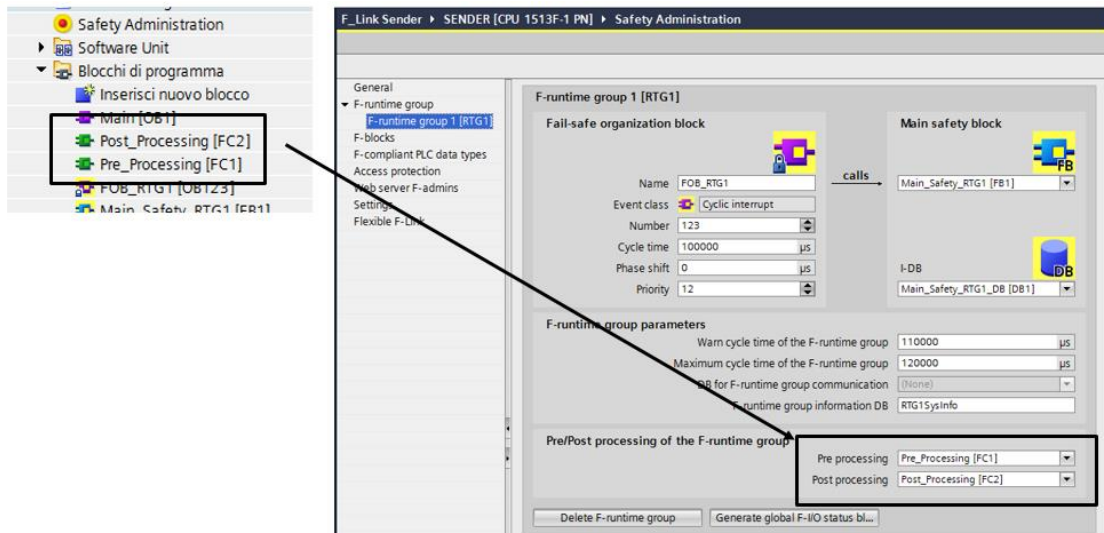 Safety Administration
Software Unit
Blocchi di programma
Inserisci nuovo blocco
Main [OB1]
Post_Processing [FC2]
Pre_Processing [FC1]
FOB_RTG1 [OB123]
Main_Safety_RTG1 [FB1]
F_Link Sender ▸ SENDER [CPU 1513F-1 PN] ▸ Safety Administration
General
F-runtime group
F-runtime group 1 [RTG1]
F-blocks
F-compliant PLC data types
Access protection
Web server F-admins
Settings
Flexible F-Link
F-runtime group 1 [RTG1]
Fail-safe organization block
Name FOB_RTG1
Event class Cyclic interrupt
Number 123
Cycle time 100000 µs
Phase shift 0 µs
Priority 12
calls
Main safety block
FB
Main_Safety_RTG1 [FB1]
I-DB
DB
Main_Safety_RTG1_DB [DB1]
F-runtime group parameters
Warn cycle time of the F-runtime group 110000 µs
Maximum cycle time of the F-runtime group 120000 µs
DB for F-runtime group communication (None)
F-runtime group information DB RTG1SysInfo
Pre/Post processing of the F-runtime group
Pre processing Pre_Processing [FC1]
Post processing Post_Processing [FC2]
Delete F-runtime group Generate global F-I/O status bl...